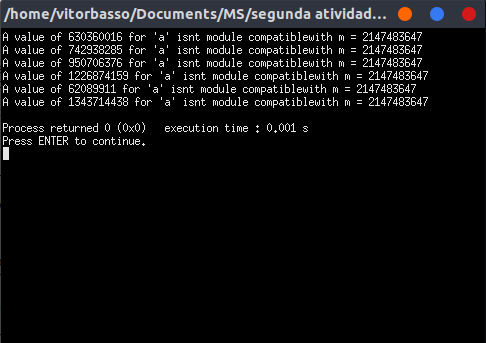 /home/vitorbasso/Documents/MS/segunda atividad...
A value of 630360016 for 'a' isnt module compatiblewith m = 2147483647
A value of 742938285 for 'a' isnt module compatiblewith m = 2147483647
A value of 950706376 for 'a' isnt module compatiblewith m = 2147483647
A value of 1226874159 for 'a' isnt module compatiblewith m = 2147483647
A value of 62089911 for 'a' isnt module compatiblewith m = 2147483647
A value of 1343714438 for 'a' isnt module compatiblewith m = 2147483647
Process returned 0 (0x0)   execution time : 0.001 s
Press ENTER to continue.